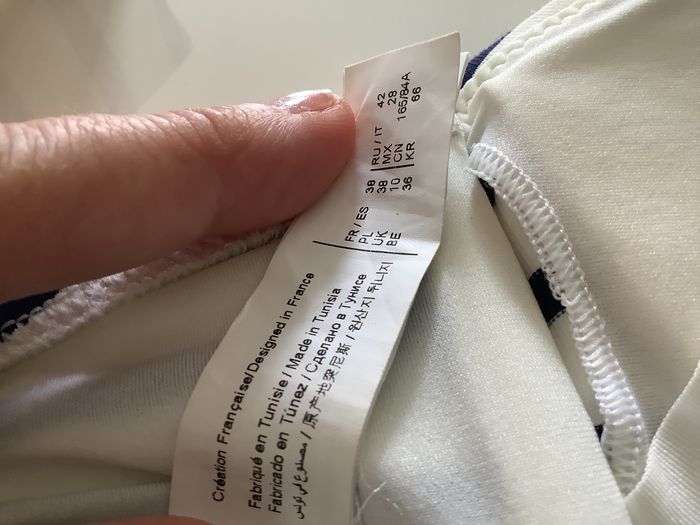 FR / ES 38 RU / IT 42
PL 38 MX 28
UK 10 CN 165/84A
BE 36 KR 66
Création Française/Designed in France
Fabriqué en Tunisie / Made in Tunisia
Fabricado en Túnez / Сделано в Тунисе
مصنوع في تونس / 原产地突尼斯 / 원산지 튀니지